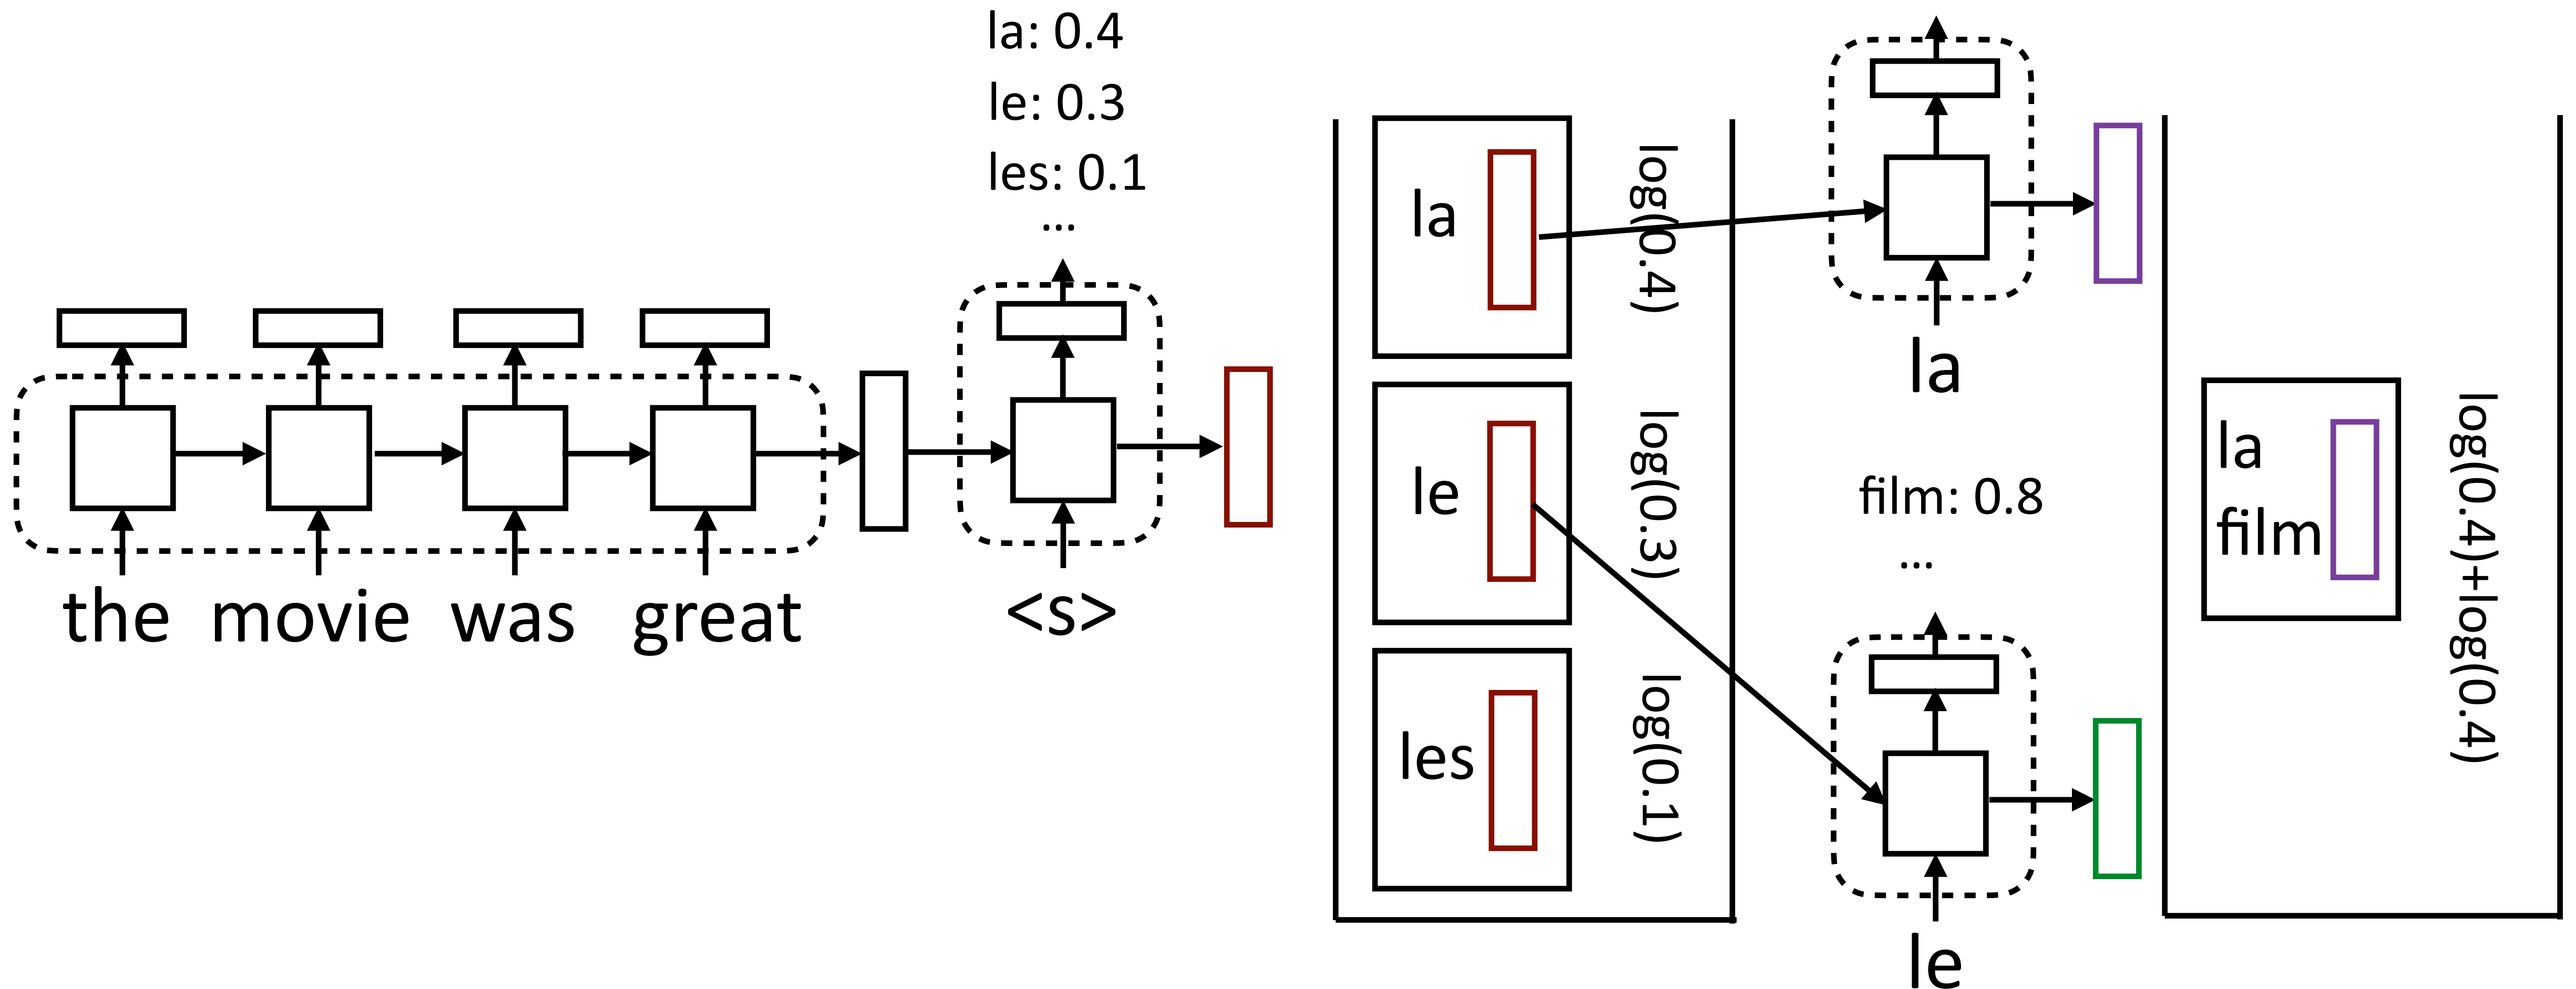 la: 0.4
le: 0.3
les: 0.1
...
the movie was great
<s>
la
log(0.4)
le
log(0.3)
les
log(0.1)
la
film: 0.8
...
le
la
film
log(0.4)+log(0.4)